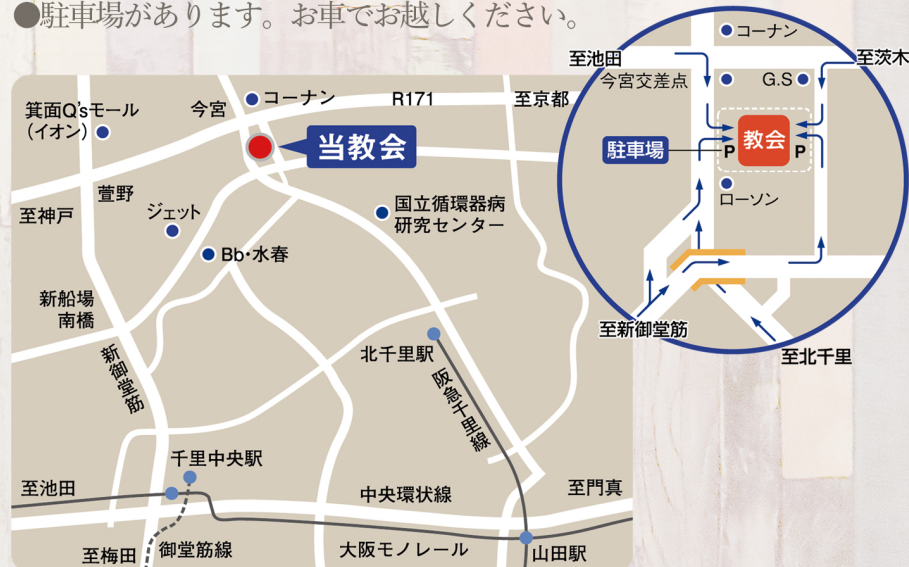 ●駐車場があります。お車でお越しください。
箕面Q'sモール
（イオン）
今宮
コーナン
R171
至京都
当教会
萱野
至神戸
ジェット
Bb・水春
国立循環器病
研究センター
新船場
南橋
新御堂筋
北千里駅
阪急千里線
千里中央駅
至池田
中央環状線
至門真
至梅田
御堂筋線
大阪モノレール
山田駅
コーナン
至池田
至茨木
今宮交差点
G.S
駐車場
P
教会
P
ローソン
至新御堂筋
至北千里